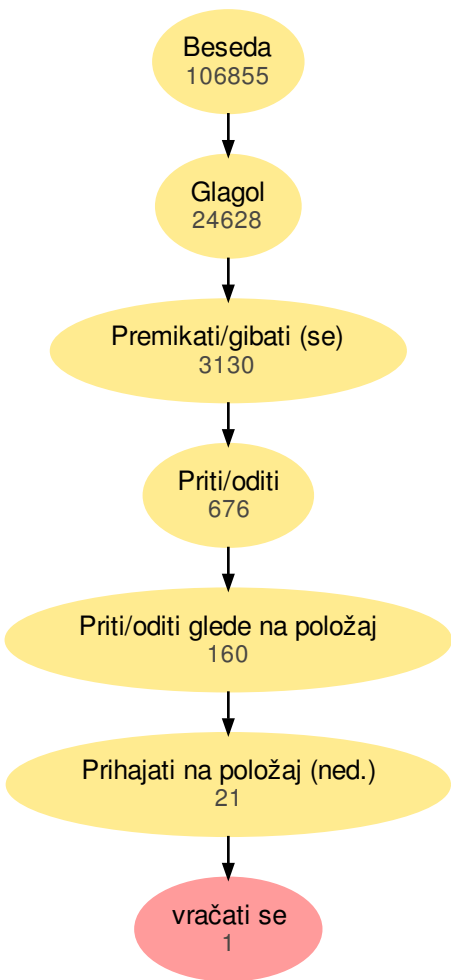 Beseda
106855
Glagol
24628
Premikati/gibati (se)
3130
Priti/oditi
676
Priti/oditi glede na položaj
160
Prihajati na položaj (ned.)
21
vračati se
1